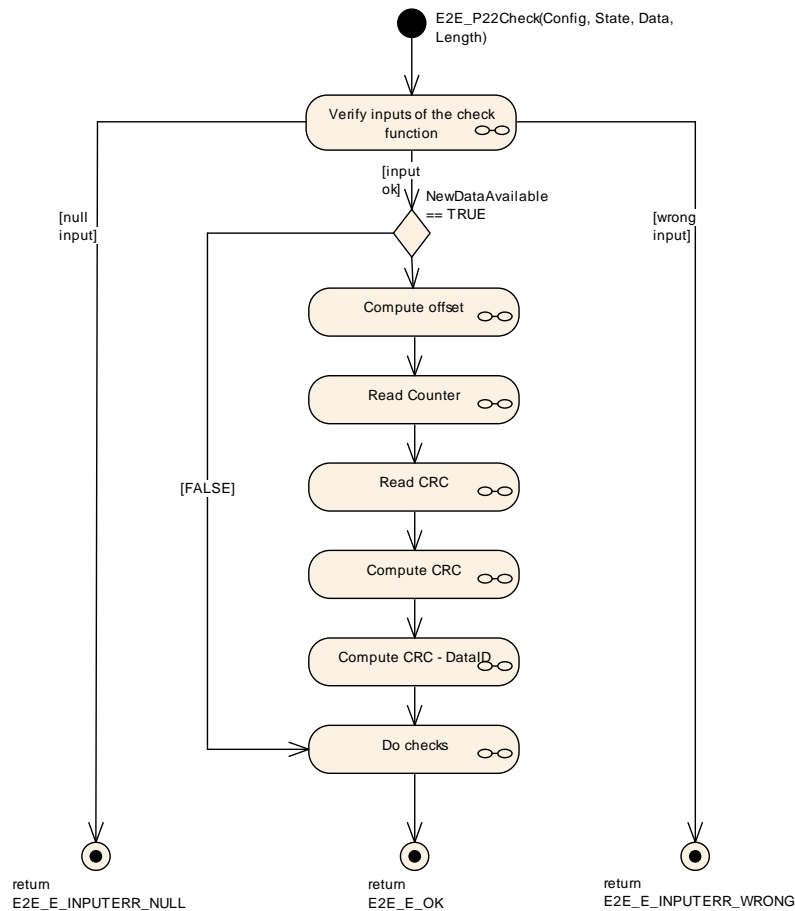 E2E_P22Check(Config, State, Data,
Length)
Verify inputs of the check
function
[input
ok]
NewDataAvailable
== TRUE
[null
input]
[wrong
input]
Compute offset
Read Counter
Read CRC
[FALSE]
Compute CRC
Compute CRC - DataID
Do checks
return
E2E_E_INPUTERR_NULL
return
E2E_E_OK
return
E2E_E_INPUTERR_WRONG